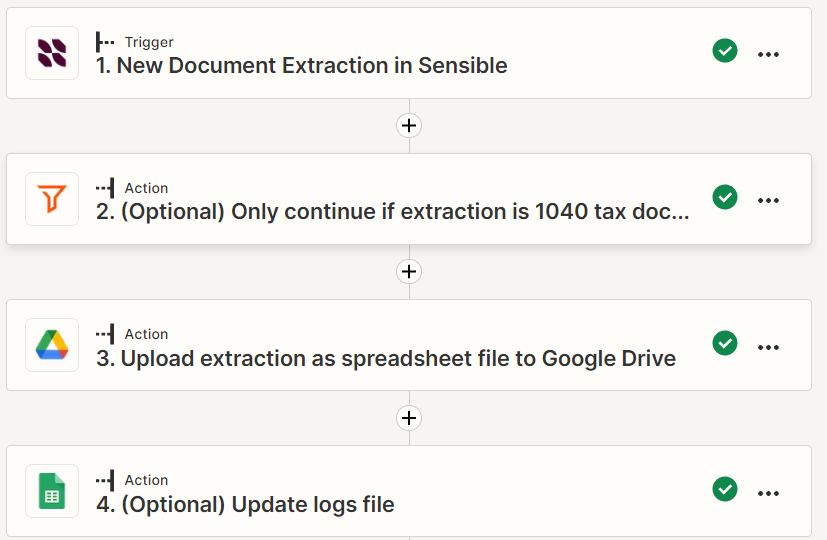 Trigger
1. New Document Extraction in Sensible
Action
2. (Optional) Only continue if extraction is 1040 tax doc...
Action
3. Upload extraction as spreadsheet file to Google Drive
Action
4. (Optional) Update logs file